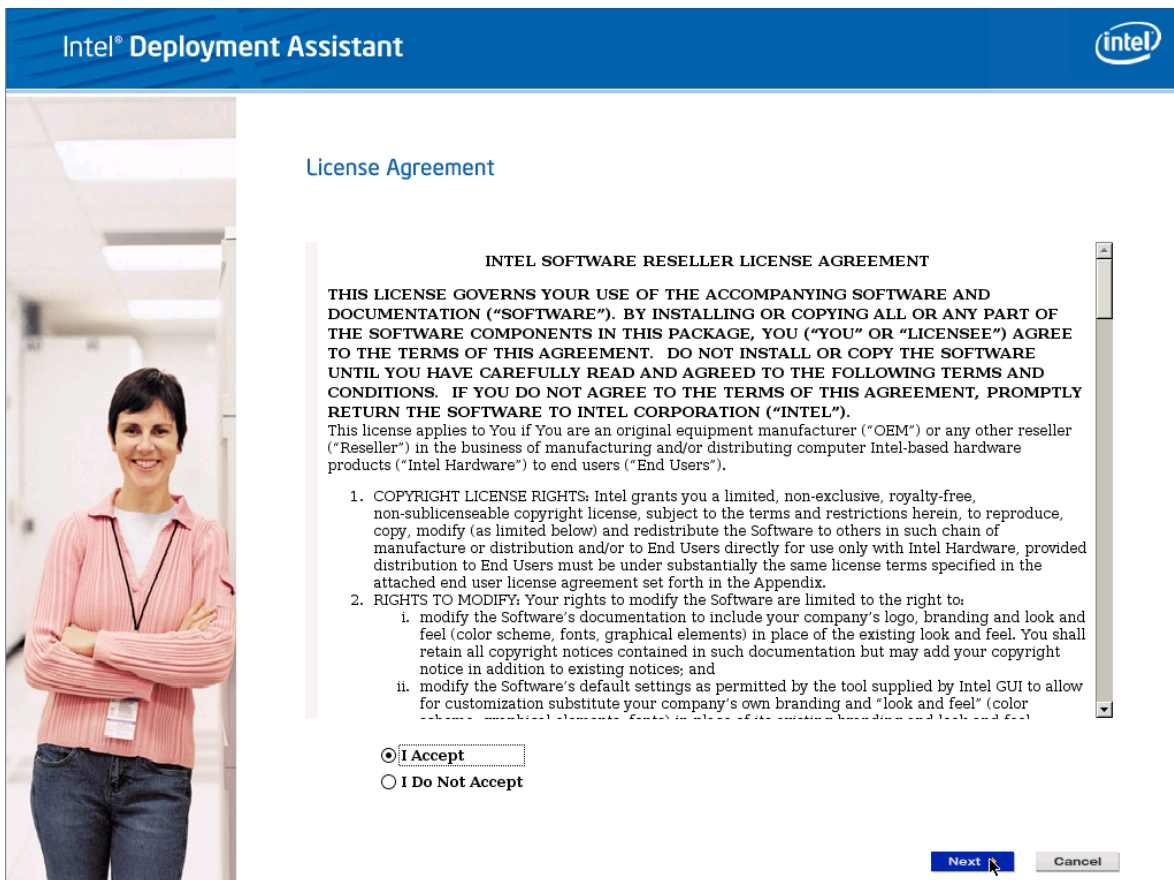 Intel® Deployment Assistant
intel
License Agreement
INTEL SOFTWARE RESELLER LICENSE AGREEMENT
THIS LICENSE GOVERNS YOUR USE OF THE ACCOMPANYING SOFTWARE AND
DOCUMENTATION (“SOFTWARE”). BY INSTALLING OR COPYING ALL OR ANY PART OF
THE SOFTWARE COMPONENTS IN THIS PACKAGE, YOU (“YOU” OR “LICENSEE”) AGREE
TO THE TERMS OF THIS AGREEMENT. DO NOT INSTALL OR COPY THE SOFTWARE
UNTIL YOU HAVE CAREFULLY READ AND AGREED TO THE FOLLOWING TERMS AND
CONDITIONS. IF YOU DO NOT AGREE TO THE TERMS OF THIS AGREEMENT, PROMPTLY
RETURN THE SOFTWARE TO INTEL CORPORATION (“INTEL”).
This license applies to You if You are an original equipment manufacturer (“OEM”) or any other reseller
(“Reseller”) in the business of manufacturing and/or distributing computer Intel-based hardware
products (“Intel Hardware”) to end users (“End Users”).
1. COPYRIGHT LICENSE RIGHTS: Intel grants you a limited, non-exclusive, royalty-free,
non-sublicenseable copyright license, subject to the terms and restrictions herein, to reproduce,
copy, modify (as limited below) and redistribute the Software to others in such chain of
manufacture or distribution and/or to End Users directly for use only with Intel Hardware, provided
distribution to End Users must be under substantially the same license terms specified in the
attached end user license agreement set forth in the Appendix.
2. RIGHTS TO MODIFY: Your rights to modify the Software are limited to the right to:
i. modify the Software’s documentation to include your company’s logo, branding and look and
feel (color scheme, fonts, graphical elements) in place of the existing look and feel. You shall
retain all copyright notices contained in such documentation but may add your copyright
notice in addition to existing notices; and
ii. modify the Software’s default settings as permitted by the tool supplied by Intel GUI to allow
for customization substitute your company’s own branding and “look and feel” (color
I Accept
I Do Not Accept
Next
Cancel